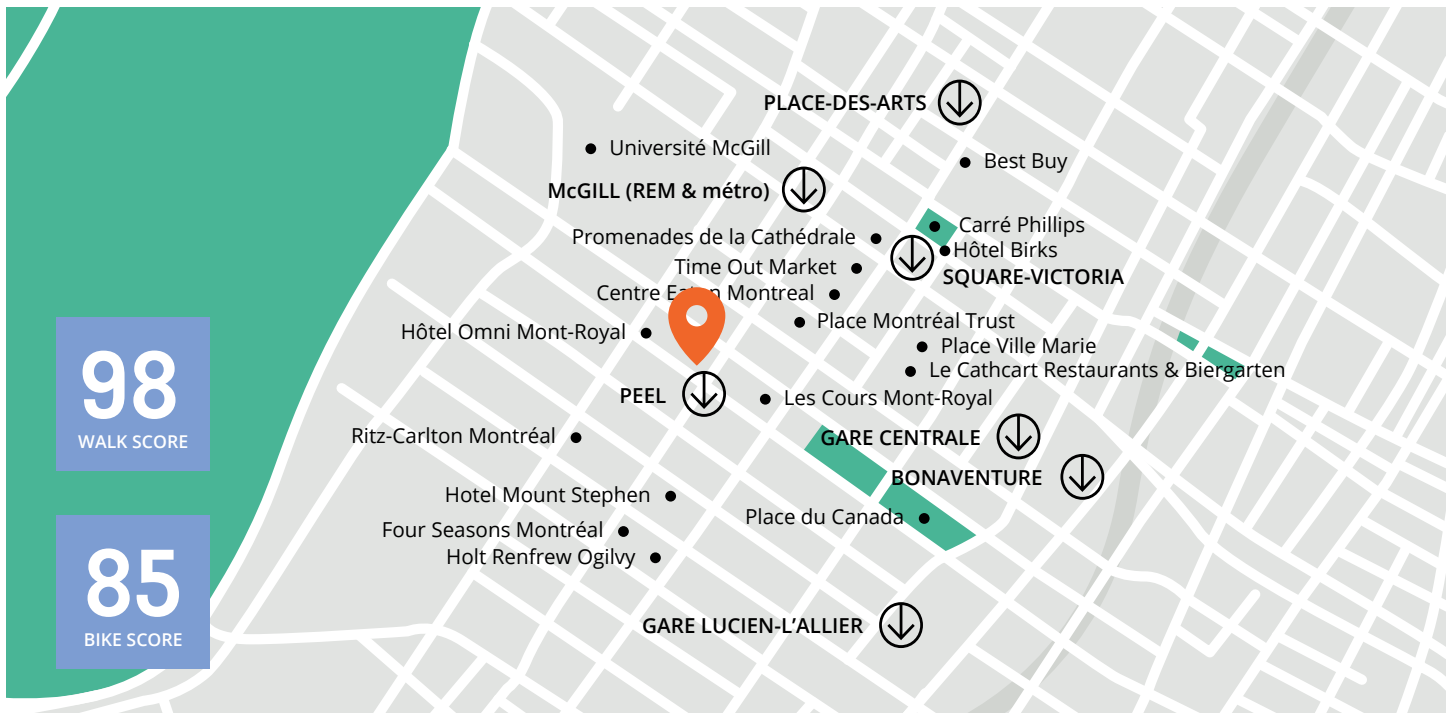 PLACE-DES-ARTS
Université McGill
Best Buy
McGILL (REM & métro)
Carré Phillips
Promenades de la Cathédrale
Hôtel Birks
Time Out Market
SQUARE-VICTORIA
Centre Eaton Montreal
Place Montréal Trust
Hôtel Omni Mont-Royal
Place Ville Marie
Le Cathcart Restaurants & Biergarten
PEEL
Les Cours Mont-Royal
98
WALK SCORE
Ritz-Carlton Montréal
GARE CENTRALE
BONAVENTURE
Hotel Mount Stephen
Place du Canada
Four Seasons Montréal
Holt Renfrew Ogilvy
85
BIKE SCORE
GARE LUCIEN-L’ALLIER